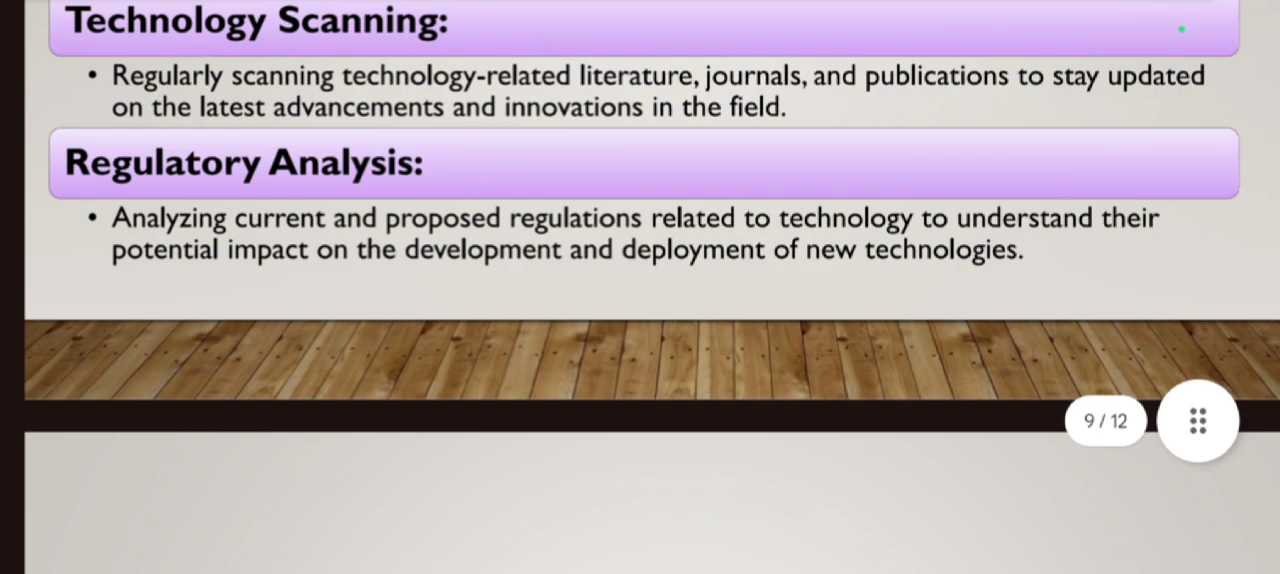 Technology Scanning:
• Regularly scanning technology-related literature, journals, and publications to stay updated
on the latest advancements and innovations in the field.
Regulatory Analysis:
• Analyzing current and proposed regulations related to technology to understand their
potential impact on the development and deployment of new technologies.
9 / 12